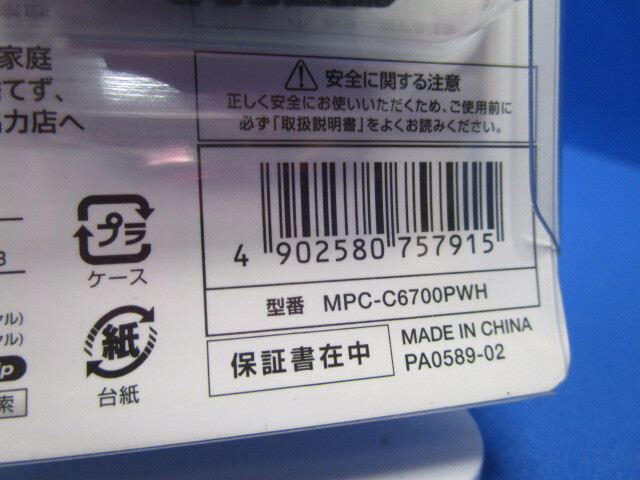 家庭
てず、
力店へ
安全に関する注意
正しく安全にお使いいただくため、ご使用前に
必ず「取扱説明書」をよくお読みください。
4 902580 757915
プラ
ケース
型番 MPC-C6700PWH
紙
台紙
保証書在中
MADE IN CHINA
PA0589-02
ル)
ル)
jp
索